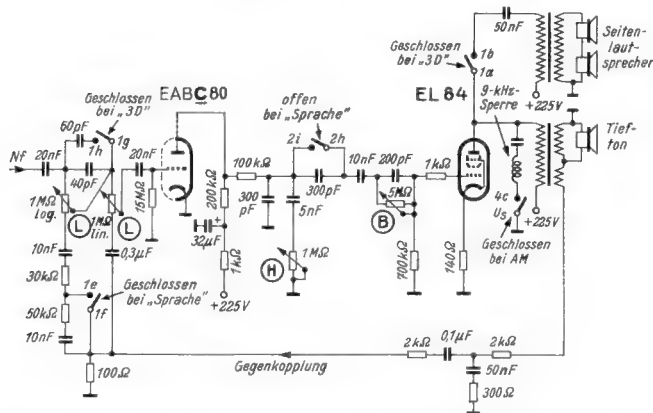 50nF
Seiten-
laut-
sprecher
Geschlossen
bei „3D"
1b
1a
9-kHz-
Sperre
+225V
Tief-
ton
EL 84
EABC80
Geschlossen
bei „3D"
60pF
1h
1g
Nf
20nF
40pF
20nF
1MΩ
log.
L
1MΩ
lin.
L
15MΩ
200kΩ
100kΩ
offen
bei „Sprache"
2i
2h
300
pF
300pF
5nF
10nF
200pF
5MΩ
B
1kΩ
4c
Us
+225V
Geschlossen
bei AM
10nF
0,3µF
32µF
+
1kΩ
+225V
H
1MΩ
700kΩ
140Ω
30kΩ
1e
1f
Geschlossen
bei „Sprache"
50kΩ
10nF
100Ω
Gegenkopplung
2kΩ
0,1µF
2kΩ
50nF
300Ω